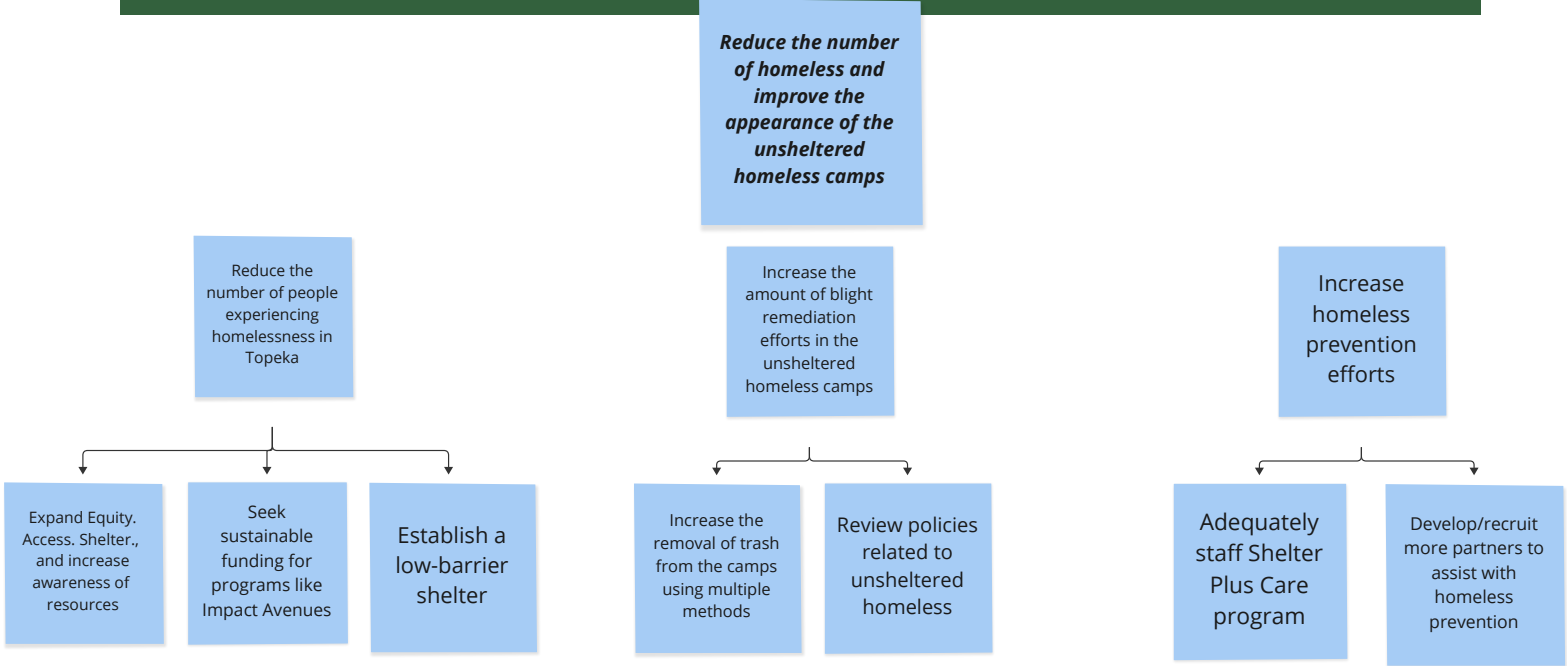 Reduce the number
of homeless and
improve the
appearance of the
unsheltered
homeless camps
Reduce the
number of people
experiencing
homelessness in
Topeka
Increase the
amount of blight
remediation
efforts in the
unsheltered
homeless camps
Increase
homeless
prevention
efforts
Expand Equity.
Access. Shelter.,
and increase
awareness of
resources
Seek
sustainable
funding for
programs like
Impact Avenues
Establish a
low-barrier
shelter
Increase the
removal of trash
from the camps
using multiple
methods
Review policies
related to
unsheltered
homeless
Adequately
staff Shelter
Plus Care
program
Develop/recruit
more partners to
assist with
homeless
prevention